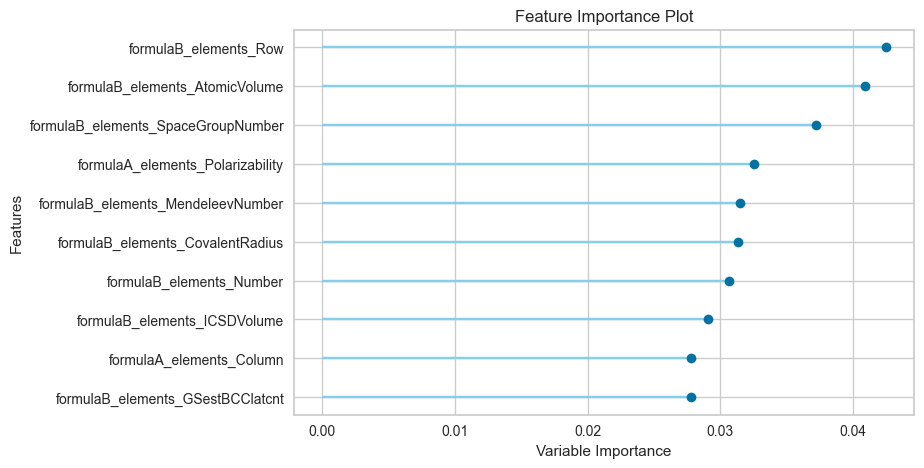 Feature Importance Plot
Features
formulaB_elements_Row
formulaB_elements_AtomicVolume
formulaB_elements_SpaceGroupNumber
formulaA_elements_Polarizability
formulaB_elements_MendeleevNumber
formulaB_elements_CovalentRadius
formulaB_elements_Number
formulaB_elements_ICSDVolume
formulaA_elements_Column
formulaB_elements_GSestBCClatcnt
0.00 0.01 0.02 0.03 0.04
Variable Importance